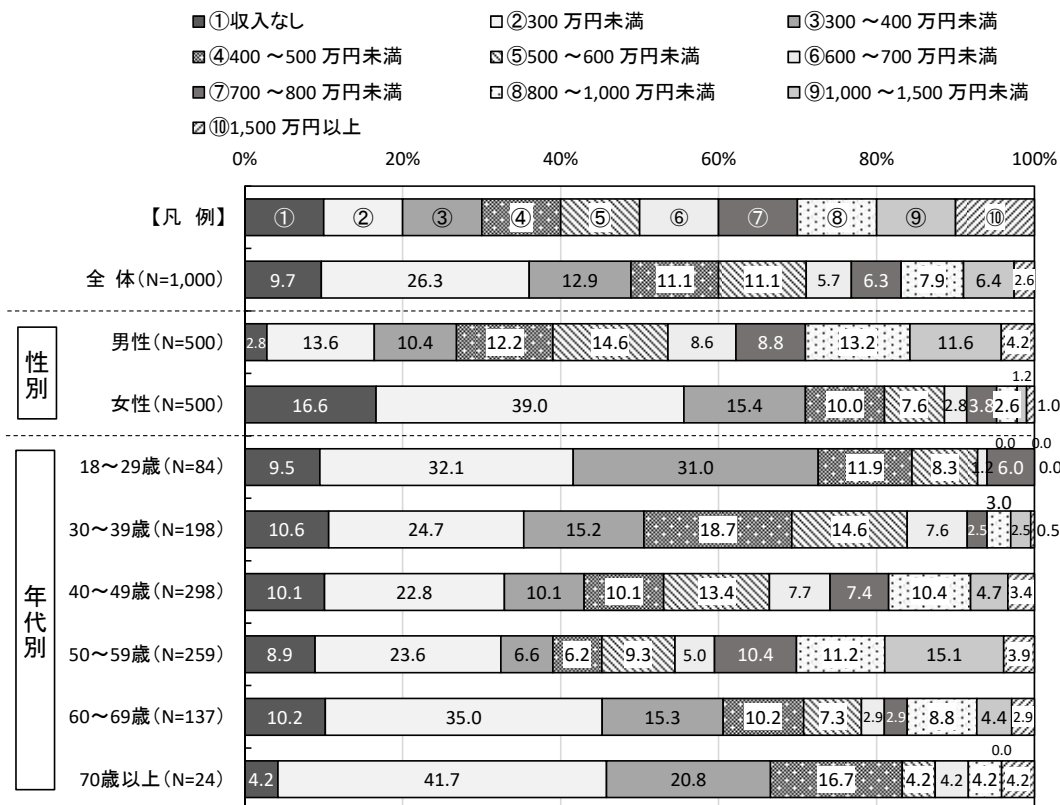 ①収入なし ②300 万円未満 ③300 ～400 万円未満
④400 ～500 万円未満 ⑤500 ～600 万円未満 ⑥600 ～700 万円未満
⑦700 ～800 万円未満 ⑧800 ～1,000 万円未満 ⑨1,000 ～1,500 万円未満
⑩1,500 万円以上
0% 20% 40% 60% 80% 100%
【凡 例】 ① ② ③ ④ ⑤ ⑥ ⑦ ⑧ ⑨ ⑩
全 体(N=1,000) 9.7 26.3 12.9 11.1 11.1 5.7 6.3 7.9 6.4 2.6
性別
男性(N=500) 2.8 13.6 10.4 12.2 14.6 8.6 8.8 13.2 11.6 4.2
女性(N=500) 16.6 39.0 15.4 10.0 7.6 2.8 3.8 2.6 1.2 1.0
年代別
18～29歳(N=84) 9.5 32.1 31.0 11.9 8.3 1.2 6.0 0.0 0.0 0.0
30～39歳(N=198) 10.6 24.7 15.2 18.7 14.6 7.6 2.5 3.0 2.5 0.5
40～49歳(N=298) 10.1 22.8 10.1 10.1 13.4 7.7 7.4 10.4 4.7 3.4
50～59歳(N=259) 8.9 23.6 6.6 6.2 9.3 5.0 10.4 11.2 15.1 3.9
60～69歳(N=137) 10.2 35.0 15.3 10.2 7.3 2.9 2.9 8.8 4.4 2.9
70歳以上(N=24) 4.2 41.7 20.8 16.7 4.2 4.2 0.0 4.2 4.2